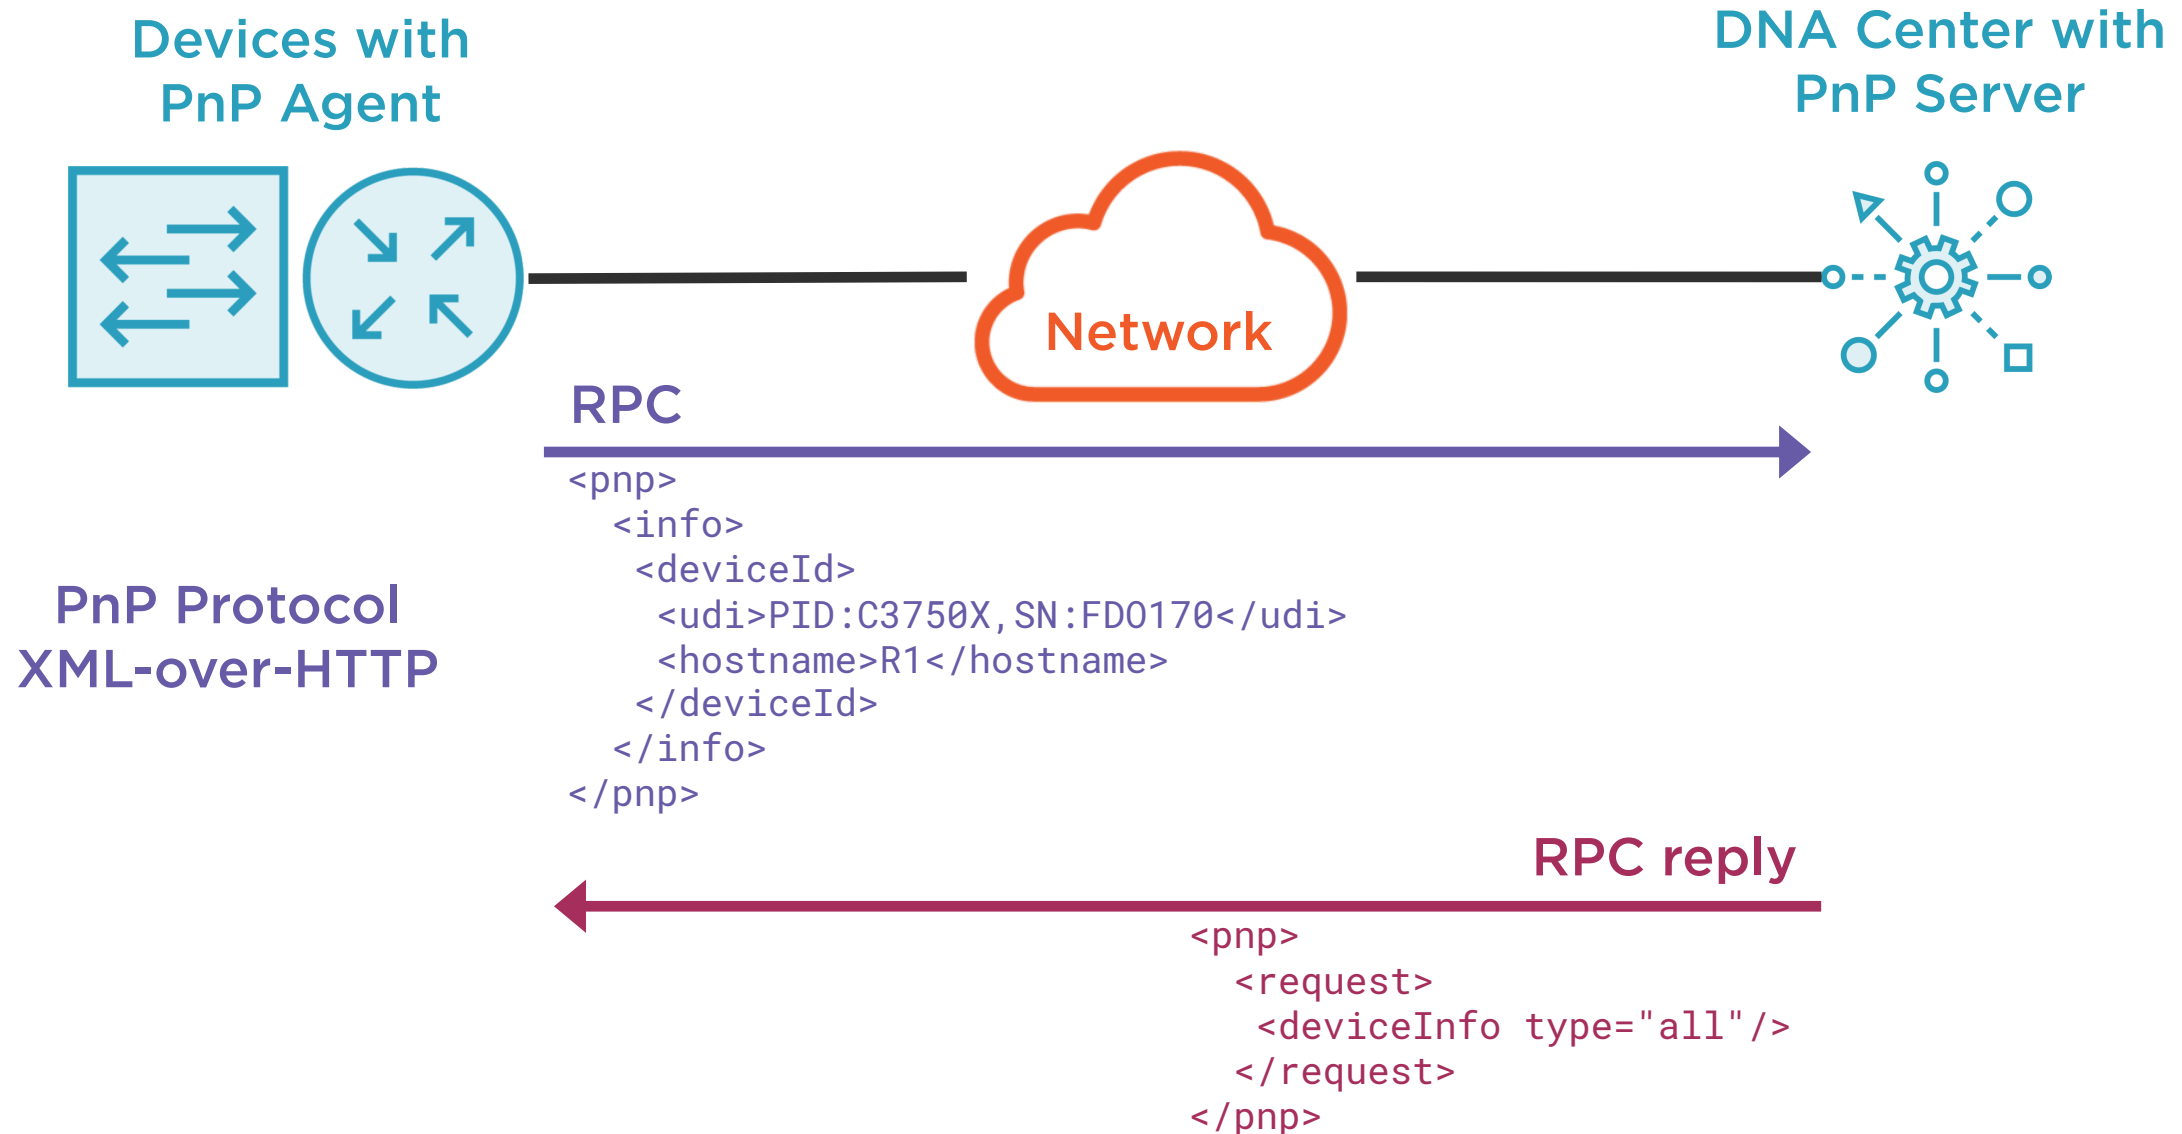 Devices with
PnP Agent
DNA Center with
PnP Server
Network
RPC
<pnp>
  <info>
   <deviceId>
    <udi>PID:C3750X,SN:FDO170</udi>
    <hostname>R1</hostname>
   </deviceId>
  </info>
</pnp>
PnP Protocol
XML-over-HTTP
RPC reply
<pnp>
  <request>
   <deviceInfo type="all"/>
  </request>
</pnp>